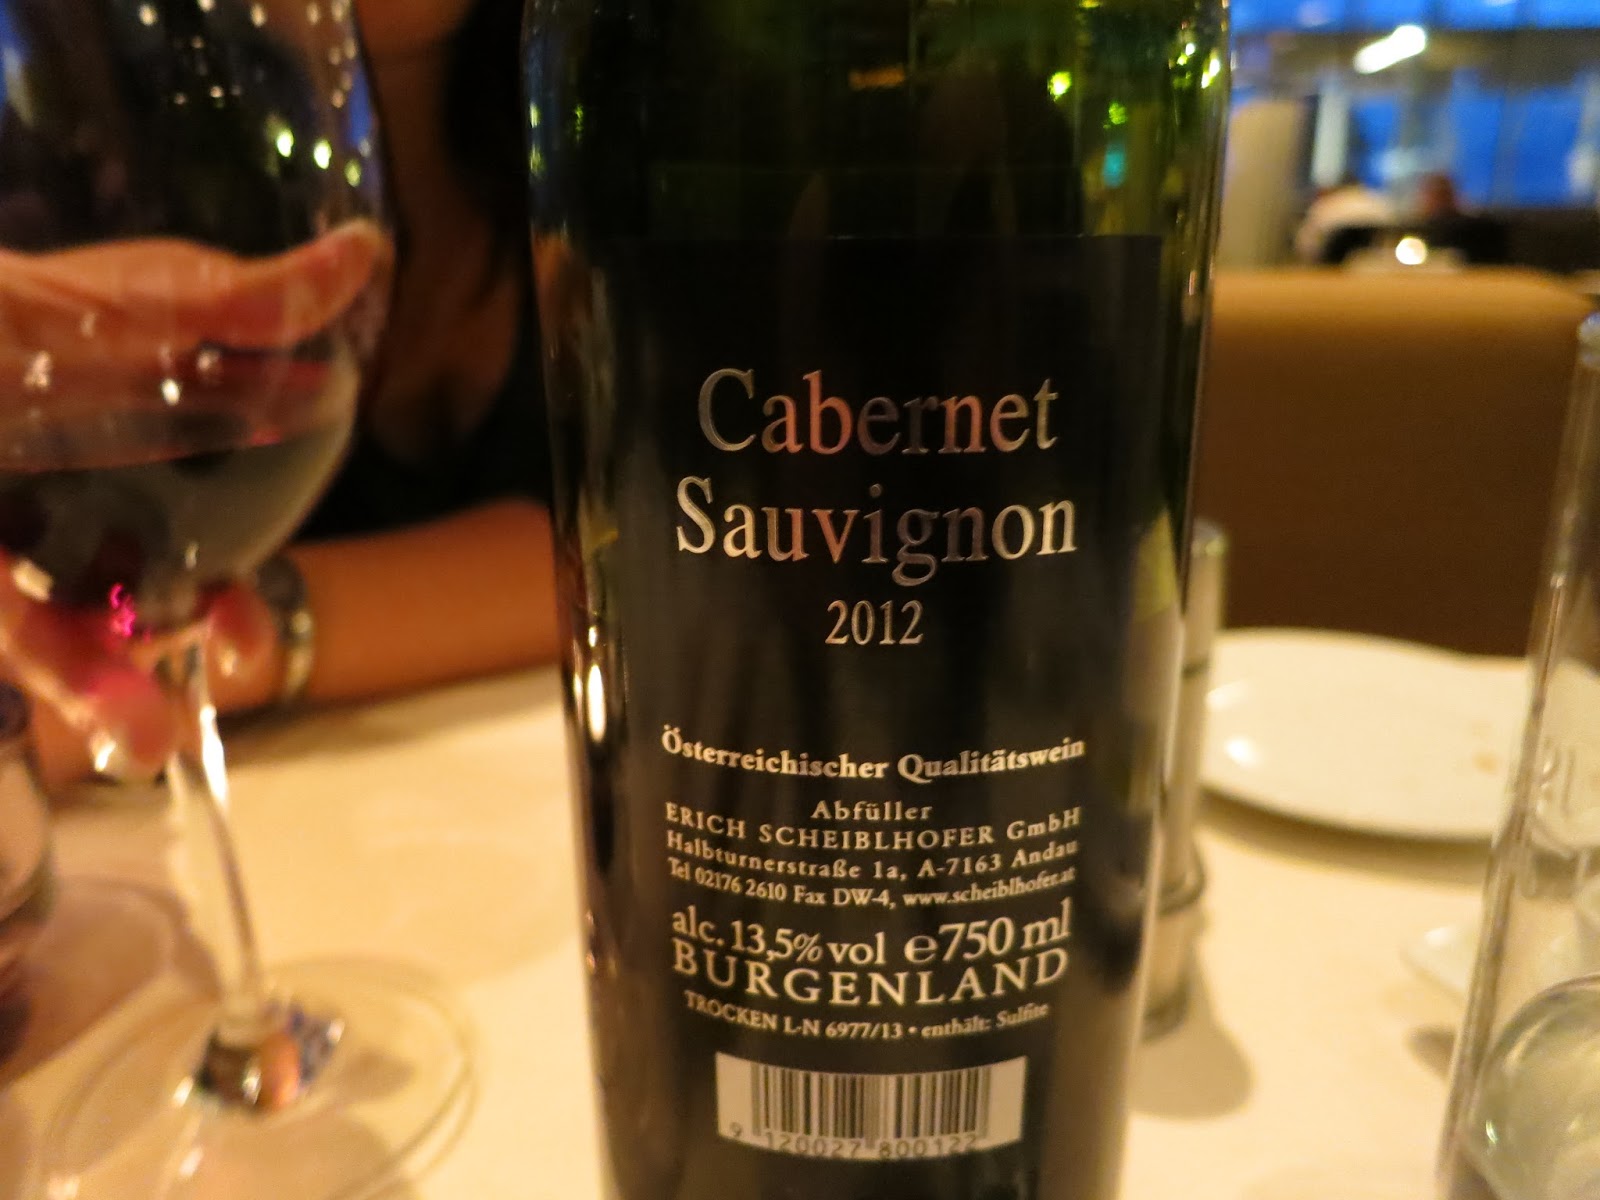 Cabernet
Sauvignon
2012
Österreichischer Qualitätswein
Abfüller
ERICH SCHEIBLHOFER GmbH
Halbturnerstraße 1a, A-7163 Andau
Tel 02176 2610 Fax DW-4, www.scheiblhofer.at
alc. 13,5% vol ℮ 750 ml
BURGENLAND
TROCKEN L-N 6977/13 • enthält: Sulfite
9 120027 800122